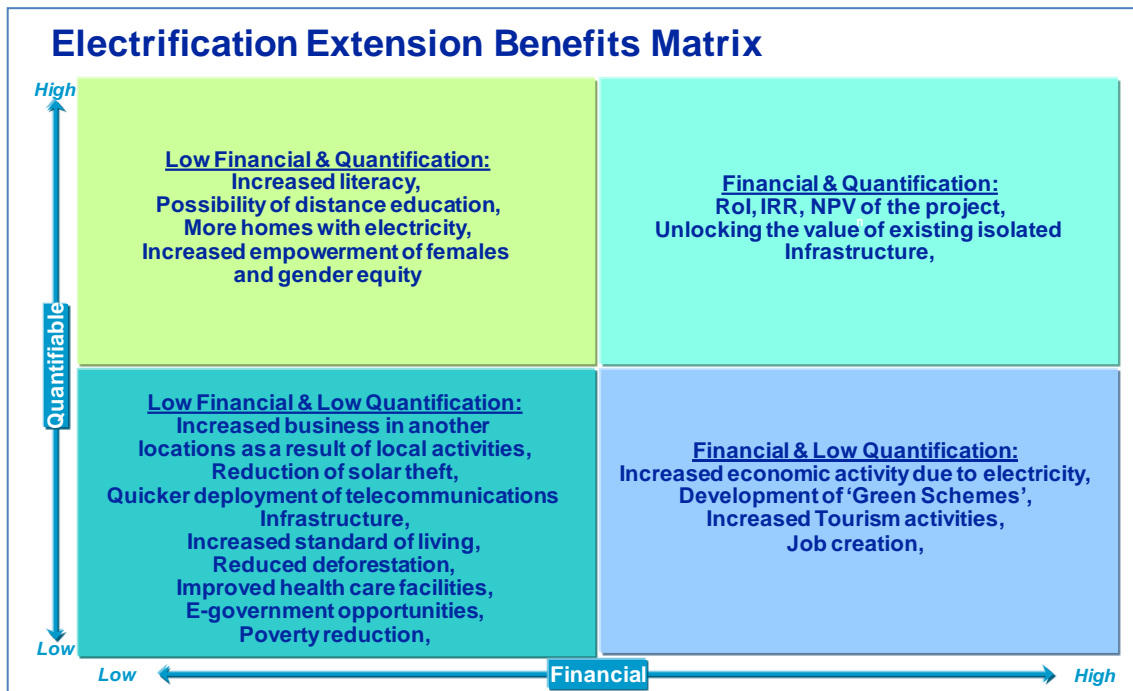 Electrification Extension Benefits Matrix
High
Low Financial & Quantification:
Increased literacy,
Possibility of distance education,
More homes with electricity,
Increased empowerment of females
and gender equity
Financial & Quantification:
RoI, IRR, NPV of the project,
Unlocking the value of existing isolated
Infrastructure,
Quantifiable
Low Financial & Low Quantification:
Increased business in another
locations as a result of local activities,
Reduction of solar theft,
Quicker deployment of telecommunications
Infrastructure,
Increased standard of living,
Reduced deforestation,
Improved health care facilities,
E-government opportunities,
Poverty reduction,
Financial & Low Quantification:
Increased economic activity due to electricity,
Development of ‘Green Schemes’,
Increased Tourism activities,
Job creation,
Low
Low
Financial
High